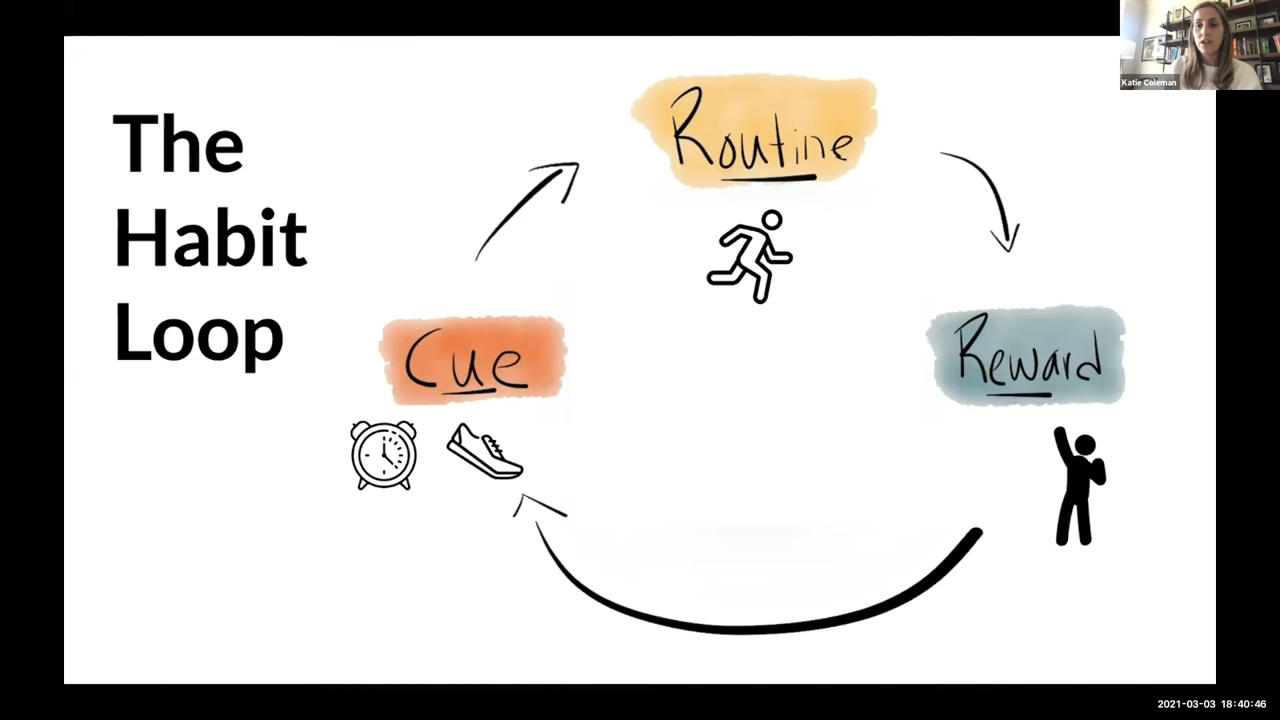 The
Habit
Loop
Routine
Cue
Reward
Katie Coleman
2021-03-03 18:40:46